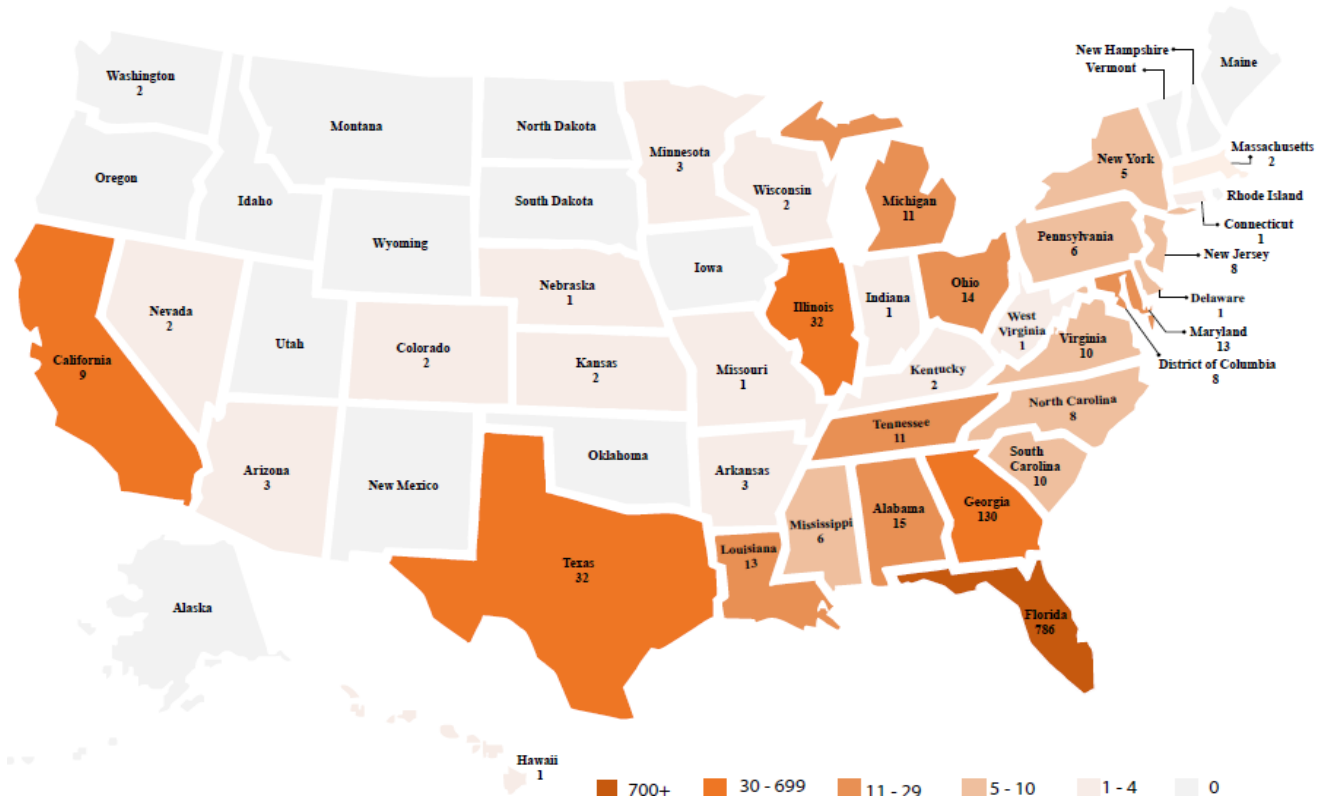 New Hampshire
Vermont
Maine
Washington
2
Montana
North Dakota
Minnesota
3
Oregon
Idaho
South Dakota
Wisconsin
2
Michigan
11
New York
5
Massachusetts
2
Rhode Island
Connecticut
1
Wyoming
Iowa
Pennsylvania
6
New Jersey
8
Nebraska
1
Illinois
32
Indiana
1
Ohio
14
Delaware
1
Nevada
2
Utah
Colorado
2
Kansas
2
Missouri
1
West
Virginia
1
Virginia
10
Maryland
13
District of Columbia
8
California
9
Kentucky
2
North Carolina
8
Tennessee
11
Arizona
3
New Mexico
Oklahoma
Arkansas
3
South
Carolina
10
Mississippi
6
Alabama
15
Georgia
130
Texas
32
Louisiana
13
Alaska
Florida
786
Hawaii
1
700+
30 - 699
11 - 29
5 - 10
1 - 4
0